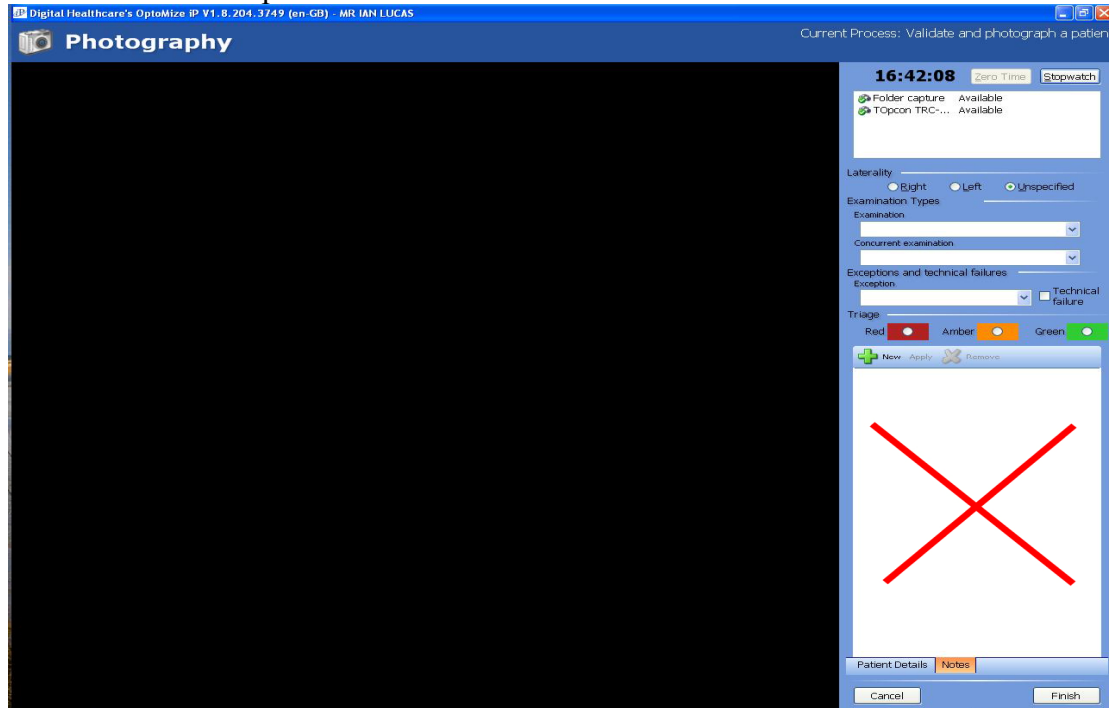 Digital Healthcare's OptoMize iP V1.8.204.3749 (en-GB) - MR IAN LUCAS
Photography
Current Process: Validate and photograph a patien
16:42:08 Zero Time Stopwatch
Folder capture Available
TOpcon TRC-... Available
Laterality
Right Left Unspecified
Examination Types
Examination
Concurrent examination
Exceptions and technical failures
Exception
Technical failure
Triage
Red Amber Green
New Apply Remove
Patient Details Notes
Cancel Finish